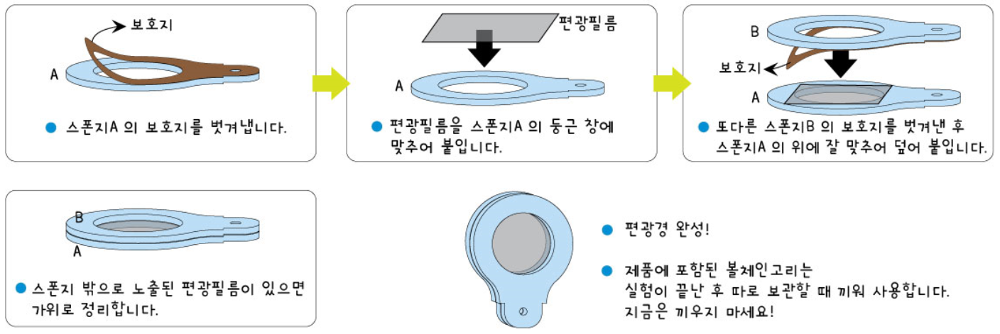 보호지
A
● 스폰지A 의 보호지를 벗겨냅니다.
편광필름
A
● 편광필름을 스폰지A 의 둥근 창에
맞추어 붙입니다.
B
보호지
A
● 또다른 스폰지B 의 보호지를 벗겨낸 후
스폰지A 의 위에 잘 맞추어 덮어 붙입니다.
B
A
● 스폰지 밖으로 노출된 편광필름이 있으면
가위로 정리합니다.
● 편광경 완성!
● 제품에 포함된 볼체인고리는
실험이 끝난 후 따로 보관할 때 끼워 사용합니다.
지금은 끼우지 마세요!